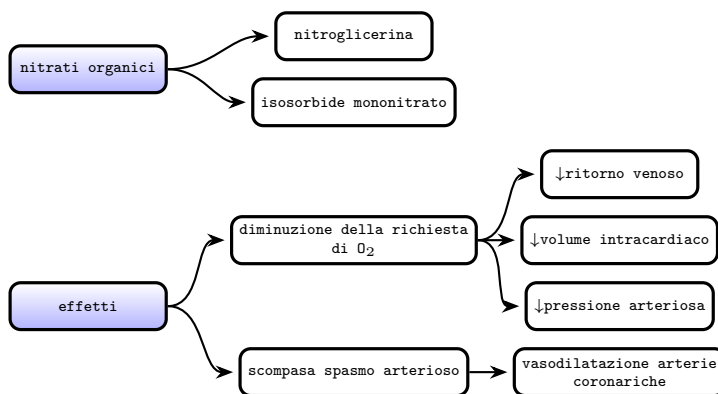 nitroglicerina
nitrati organici
isosorbide mononitrato
↓ritorno venoso
diminuzione della richiesta
di O₂
↓volume intracardiaco
effetti
↓pressione arteriosa
scompasa spasmo arterioso
vasodilatazione arterie
coronariche